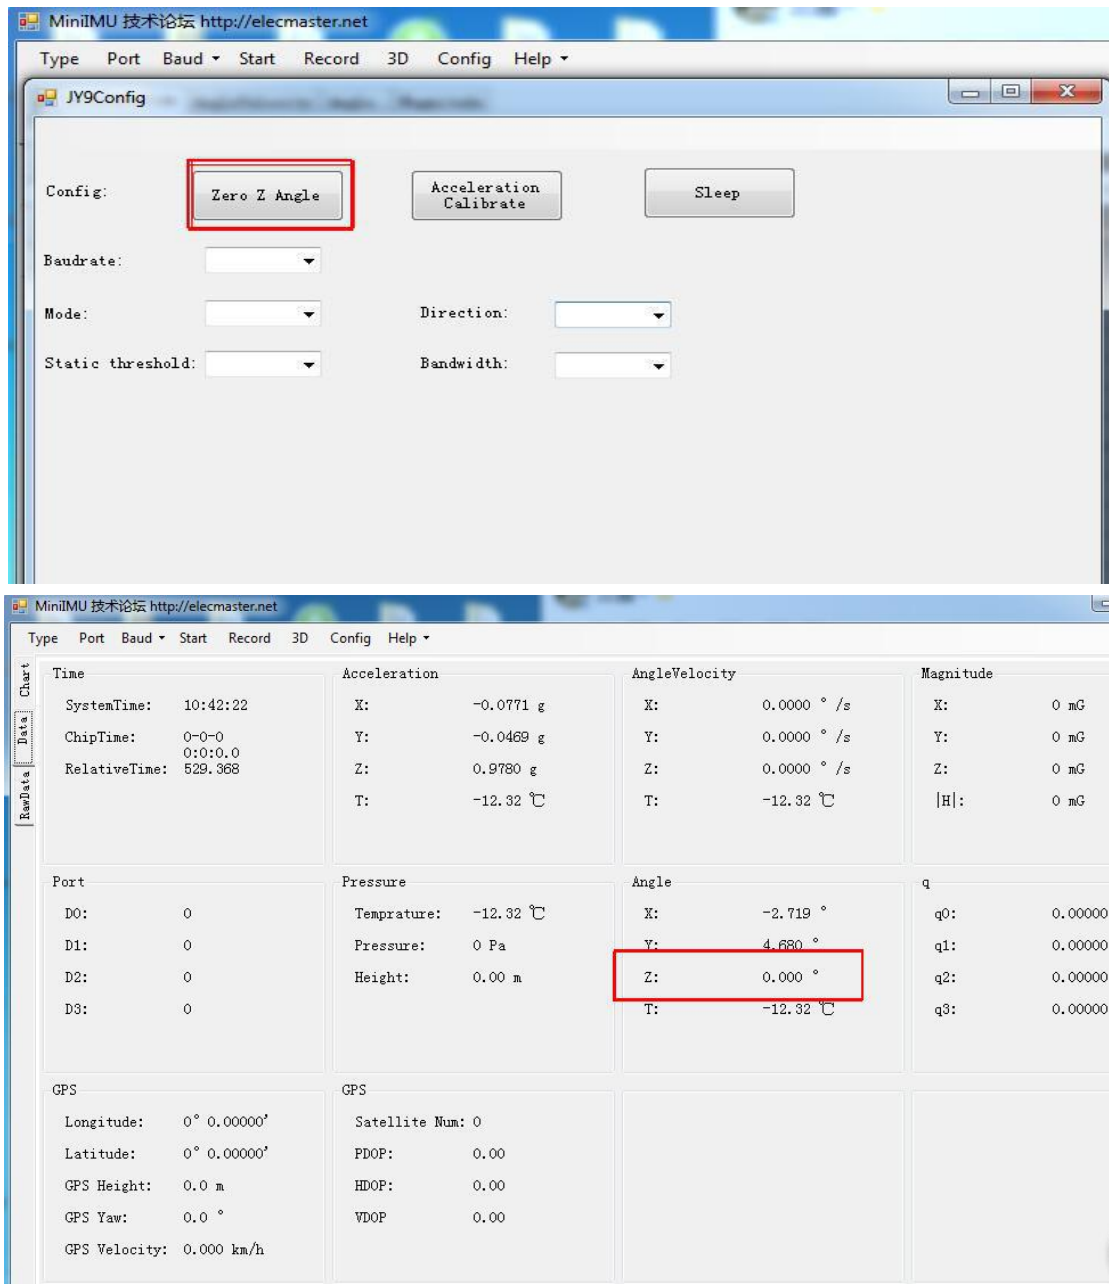 MiniIMU 技术论坛 http://elecmaster.net
Type Port Baud Start Record 3D Config Help
JY9Config
Config: Zero Z Angle Acceleration Calibrate Sleep
Baudrate:
Mode: Direction:
Static threshold: Bandwidth:
MiniIMU 技术论坛 http://elecmaster.net
Type Port Baud Start Record 3D Config Help
Chart
Data
RawData
Time
SystemTime: 10:42:22
ChipTime: 0-0-0
0:0:0.0
RelativeTime: 529.368
Acceleration
X: -0.0771 g
Y: -0.0469 g
Z: 0.9780 g
T: -12.32 ℃
AngleVelocity
X: 0.0000 ° /s
Y: 0.0000 ° /s
Z: 0.0000 ° /s
T: -12.32 ℃
Magnitude
X: 0 mG
Y: 0 mG
Z: 0 mG
|H|: 0 mG
Port
D0: 0
D1: 0
D2: 0
D3: 0
Pressure
Temprature: -12.32 ℃
Pressure: 0 Pa
Height: 0.00 m
Angle
X: -2.719 °
Y: 4.680 °
Z: 0.000 °
T: -12.32 ℃
q
q0: 0.00000
q1: 0.00000
q2: 0.00000
q3: 0.00000
GPS
Longitude: 0° 0.00000'
Latitude: 0° 0.00000'
GPS Height: 0.0 m
GPS Yaw: 0.0 °
GPS Velocity: 0.000 km/h
GPS
Satellite Num: 0
PDOP: 0.00
HDOP: 0.00
VDOP 0.00